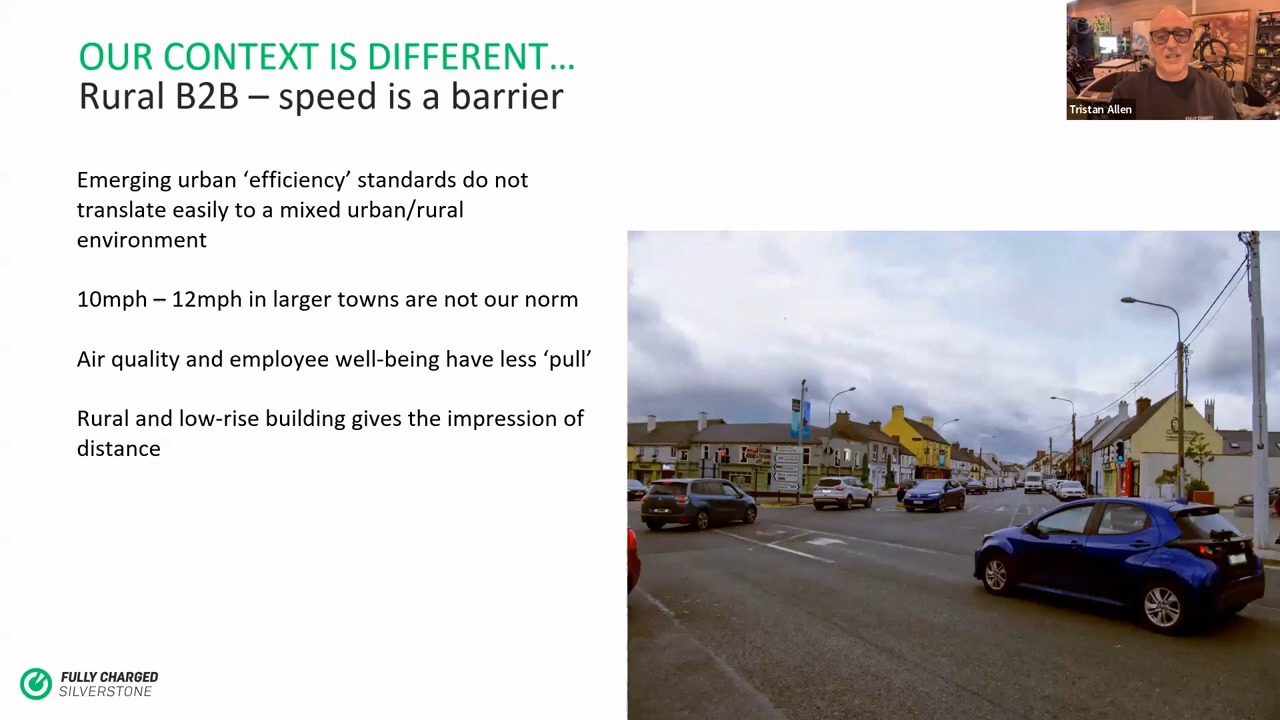 OUR CONTEXT IS DIFFERENT...
Rural B2B – speed is a barrier
Tristan Allen
Emerging urban ‘efficiency’ standards do not
translate easily to a mixed urban/rural
environment
10mph – 12mph in larger towns are not our norm
Air quality and employee well-being have less ‘pull’
Rural and low-rise building gives the impression of
distance
FULLY CHARGED
SILVERSTONE